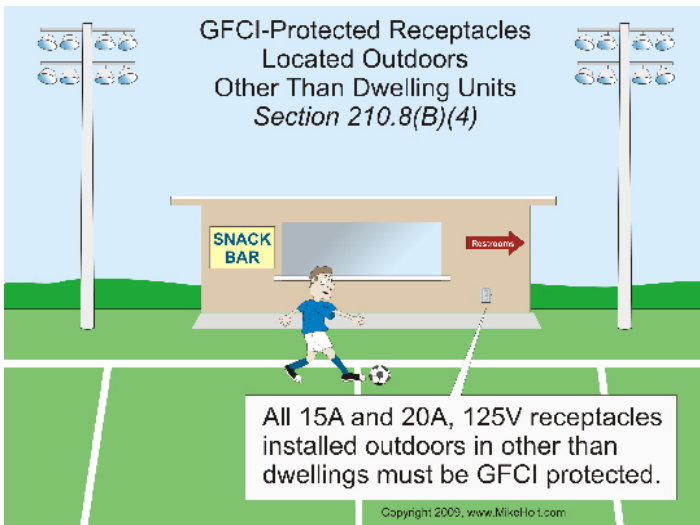 GFCI-Protected Receptacles
Located Outdoors
Other Than Dwelling Units
Section 210.8(B)(4)
SNACK
BAR
Restrooms
All 15A and 20A, 125V receptacles
installed outdoors in other than
dwellings must be GFCI protected.
Copyright 2009, www.MikeHolt.com